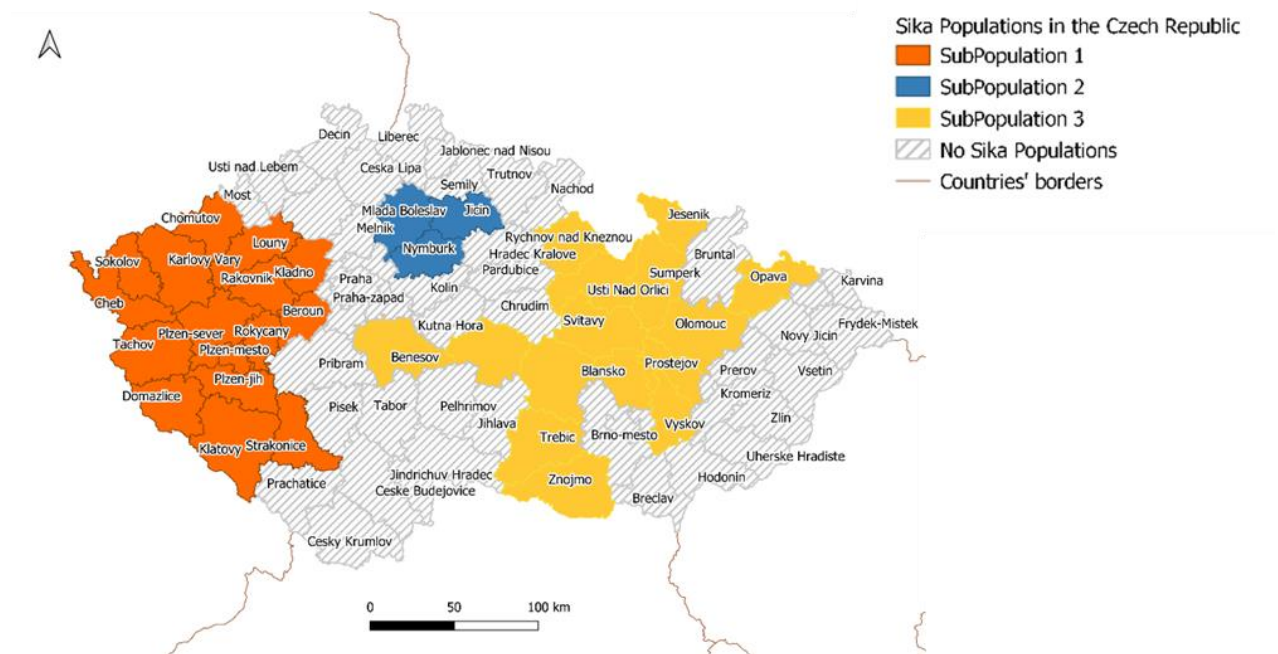 Sika Populations in the Czech Republic
SubPopulation 1
SubPopulation 2
SubPopulation 3
No Sika Populations
Countries' borders
Decin
Liberec
Jablonec nad Nisou
Usti nad Lebem
Ceska Lipa
Trutnov
Most
Semily
Nachod
Chomutov
Mlada Boleslav
Jicin
Jesenik
Melnik
Louny
Nymburk
Rychnov nad Kneznou
Sokolov
Karlovy Vary
Hradec Kralove
Bruntal
Rakovnik
Kladno
Pardubice
Sumperk
Opava
Praha
Karvina
Cheb
Praha-zapad
Kolin
Usti Nad Orlici
Beroun
Chrudim
Plzen-sever
Rokycany
Kutna Hora
Svitavy
Olomouc
Frydek-Mistek
Tachov
Plzen-mesto
Novy Jicin
Pribram
Benesov
Blansko
Prostejov
Prerov
Vsetin
Plzen-jih
Domazlice
Kromeriz
Pisek
Tabor
Pelhrimov
Zlin
Jihlava
Vyskov
Klatovy
Strakonice
Trebic
Brno-mesto
Uherske Hradiste
Prachatice
Jindrichuv Hradec
Znojmo
Hodonin
Ceske Budejovice
Breclav
Cesky Krumlov
0 50 100 km